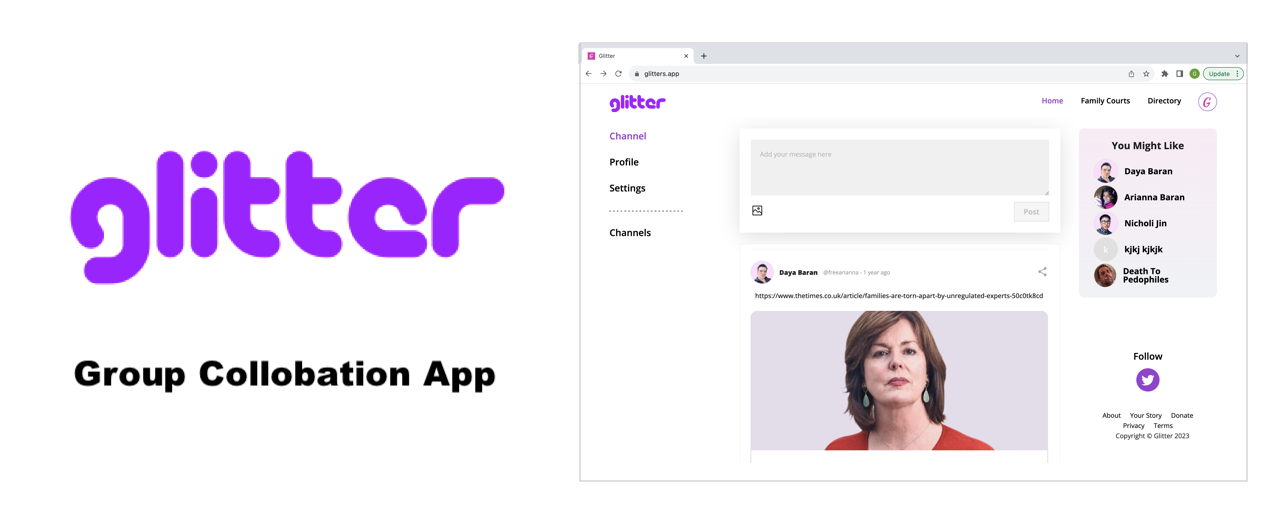 glitter
Group Collobation App
Glitter
glitters.app
G
Update
glitter
Home Family Courts Directory
G
Channel
Profile
Settings
Channels
Add your message here
Post
Daya Baran @freearianna - 1 year ago
https://www.thetimes.co.uk/article/families-are-torn-apart-by-unregulated-experts-50c0tk8cd
You Might Like
Daya Baran
Arianna Baran
Nicholi Jin
k kjkj kjkjk
Death To
Pedophiles
Follow
About Your Story Donate
Privacy Terms
Copyright © Glitter 2023